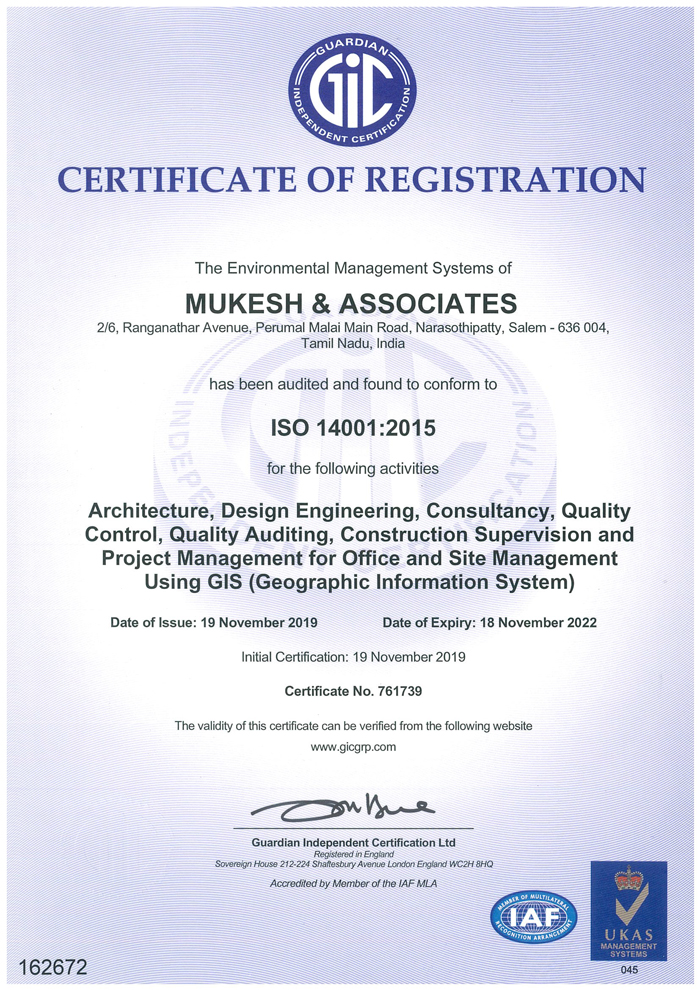 GUARDIAN
GIC
INDEPENDENT CERTIFICATION
CERTIFICATE OF REGISTRATION
The Environmental Management Systems of
MUKESH & ASSOCIATES
2/6, Ranganathar Avenue, Perumal Malai Main Road, Narasothipatty, Salem - 636 004,
Tamil Nadu, India
has been audited and found to conform to
ISO 14001:2015
for the following activities
Architecture, Design Engineering, Consultancy, Quality
Control, Quality Auditing, Construction Supervision and
Project Management for Office and Site Management
Using GIS (Geographic Information System)
Date of Issue: 19 November 2019 Date of Expiry: 18 November 2022
Initial Certification: 19 November 2019
Certificate No. 761739
The validity of this certificate can be verified from the following website
www.gicgrp.com
Guardian Independent Certification Ltd
Registered in England
Sovereign House 212-224 Shaftesbury Avenue London England WC2H 8HQ
Accredited by Member of the IAF MLA
MEMBER OF MULTILATERAL
IAF
RECOGNITION ARRANGEMENT
UKAS
MANAGEMENT
SYSTEMS
045
162672